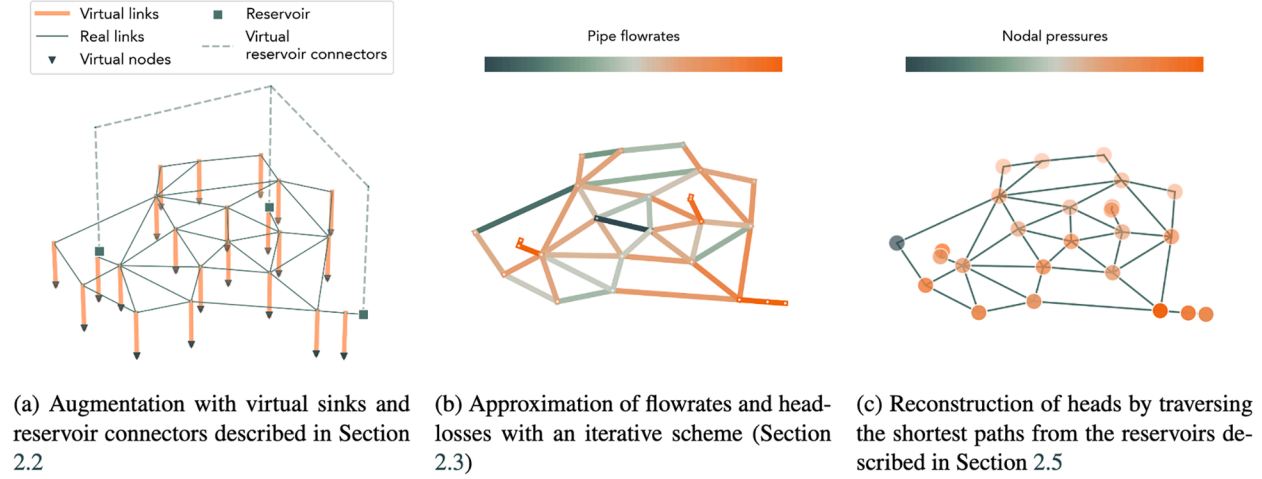 Virtual links
Real links
Virtual nodes
Reservoir
Virtual
reservoir connectors
Pipe flowrates
Nodal pressures
(a) Augmentation with virtual sinks and
reservoir connectors described in Section
2.2
(b) Approximation of flowrates and head-
losses with an iterative scheme (Section
2.3)
(c) Reconstruction of heads by traversing
the shortest paths from the reservoirs de-
scribed in Section 2.5